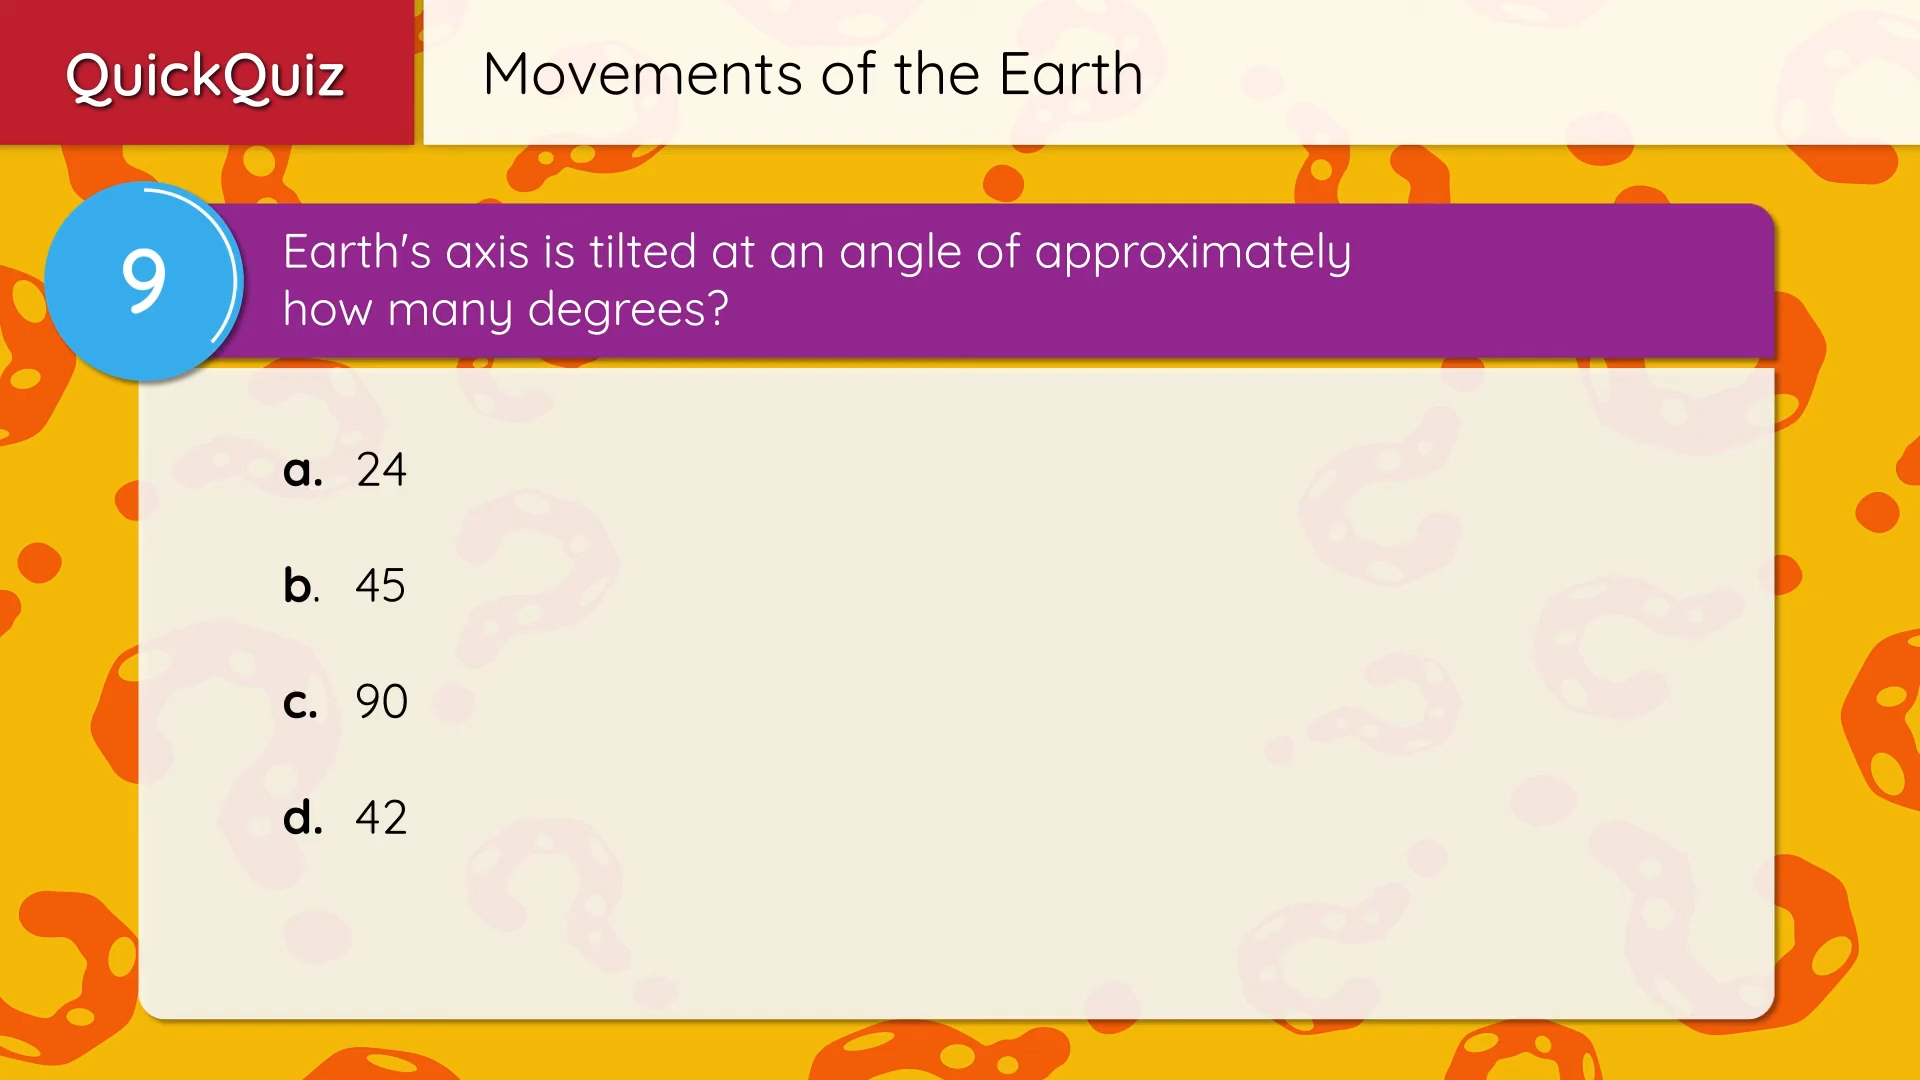 QuickQuiz
Movements of the Earth
9
Earth's axis is tilted at an angle of approximately
how many degrees?
a. 24
b. 45
c. 90
d. 42